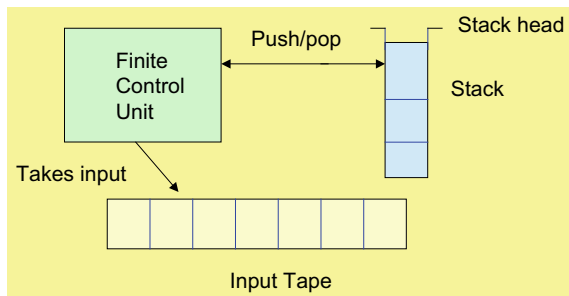 Finite
Control
Unit
Push/pop
Stack head
Stack
Takes input
Input Tape